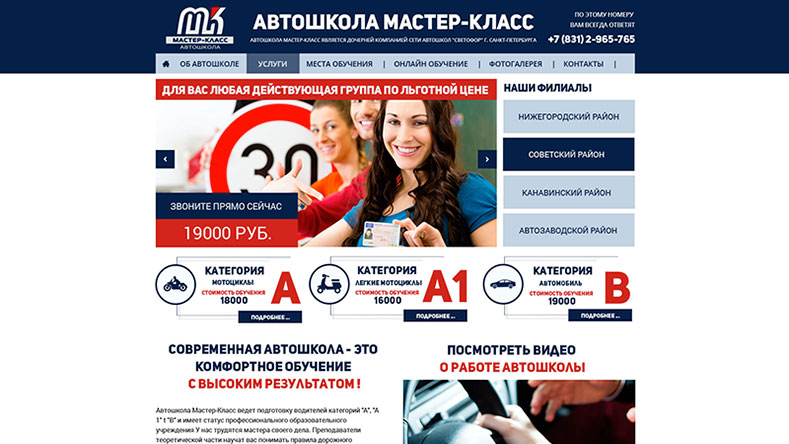 МК
МАСТЕР-КЛАСС
АВТОШКОЛА
АВТОШКОЛА МАСТЕР-КЛАСС
АВТОШКОЛА МАСТЕР-КЛАСС ЯВЛЯЕТСЯ ДОЧЕРНЕЙ КОМПАНИЕЙ СЕТИ АВТОШКОЛ "СВЕТОФОР" Г. САНКТ-ПЕТЕРБУРГА
ПО ЭТОМУ НОМЕРУ
ВАМ ВСЕГДА ОТВЕТЯТ
+7 (831) 2-965-765
ОБ АВТОШКОЛЕ
УСЛУГИ
МЕСТА ОБУЧЕНИЯ |
ОНЛАЙН ОБУЧЕНИЕ |
ФОТОГАЛЕРЕЯ |
КОНТАКТЫ |
ДЛЯ ВАС ЛЮБАЯ ДЕЙСТВУЮЩАЯ ГРУППА ПО ЛЬГОТНОЙ ЦЕНЕ
30
ЗВОНИТЕ ПРЯМО СЕЙЧАС
19000 РУБ.
НАШИ ФИЛИАЛЫ
НИЖЕГОРОДСКИЙ РАЙОН
СОВЕТСКИЙ РАЙОН
КАНАВИНСКИЙ РАЙОН
АВТОЗАВОДСКОЙ РАЙОН
КАТЕГОРИЯ
МОТОЦИКЛЫ
СТОИМОСТЬ ОБУЧЕНИЯ
18000
A
ПОДРОБНЕЕ ...
КАТЕГОРИЯ
ЛЕГКИЕ МОТОЦИКЛЫ
СТОИМОСТЬ ОБУЧЕНИЯ
16000
A1
ПОДРОБНЕЕ ...
КАТЕГОРИЯ
АВТОМОБИЛЬ
СТОИМОСТЬ ОБУЧЕНИЯ
19000
B
ПОДРОБНЕЕ ...
СОВРЕМЕННАЯ АВТОШКОЛА - ЭТО
КОМФОРТНОЕ ОБУЧЕНИЕ
С ВЫСОКИМ РЕЗУЛЬТАТОМ !
Автошкола Мастер-Класс ведет подготовку водителей категорий "А", "А
1" t "В" и имеет статус профессионального образовательного
учреждения У нас трудятся мастера своего дела. Преподаватели
теоретической части научат вас понимать правила дорожного
ПОСМОТРЕТЬ ВИДЕО
О РАБОТЕ АВТОШКОЛЫ